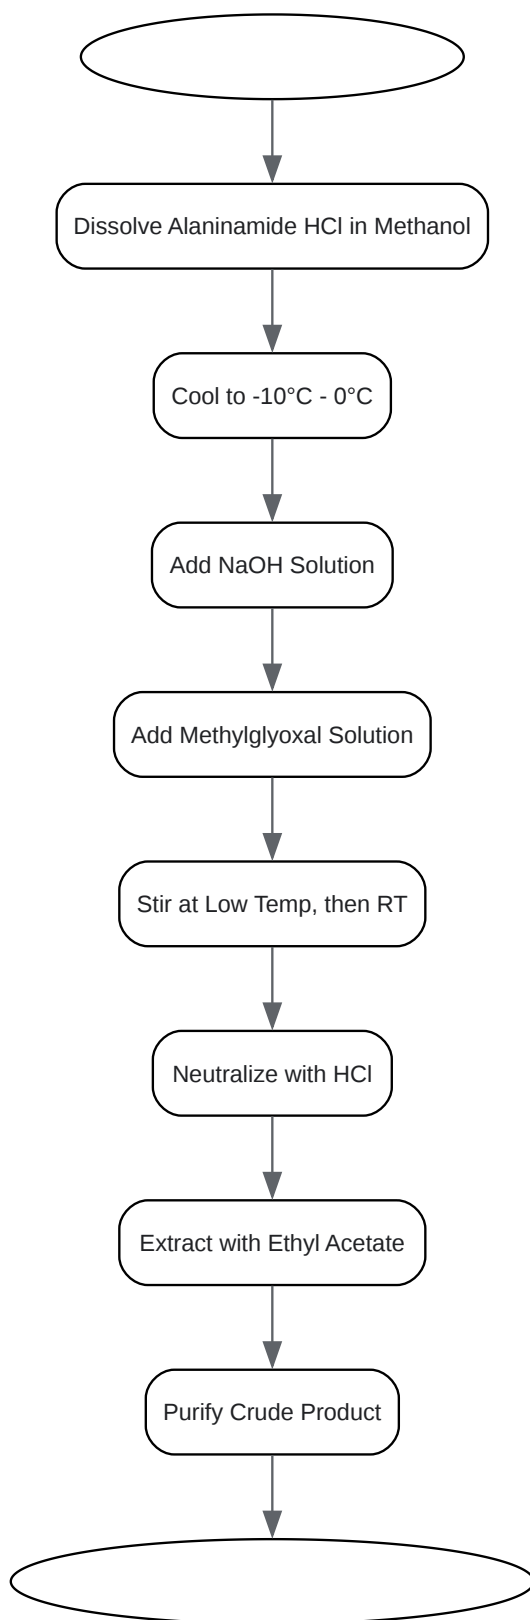 Dissolve Alaninamide HCl in Methanol
Cool to -10°C - 0°C
Add NaOH Solution
Add Methylglyoxal Solution
Stir at Low Temp, then RT
Neutralize with HCl
Extract with Ethyl Acetate
Purify Crude Product